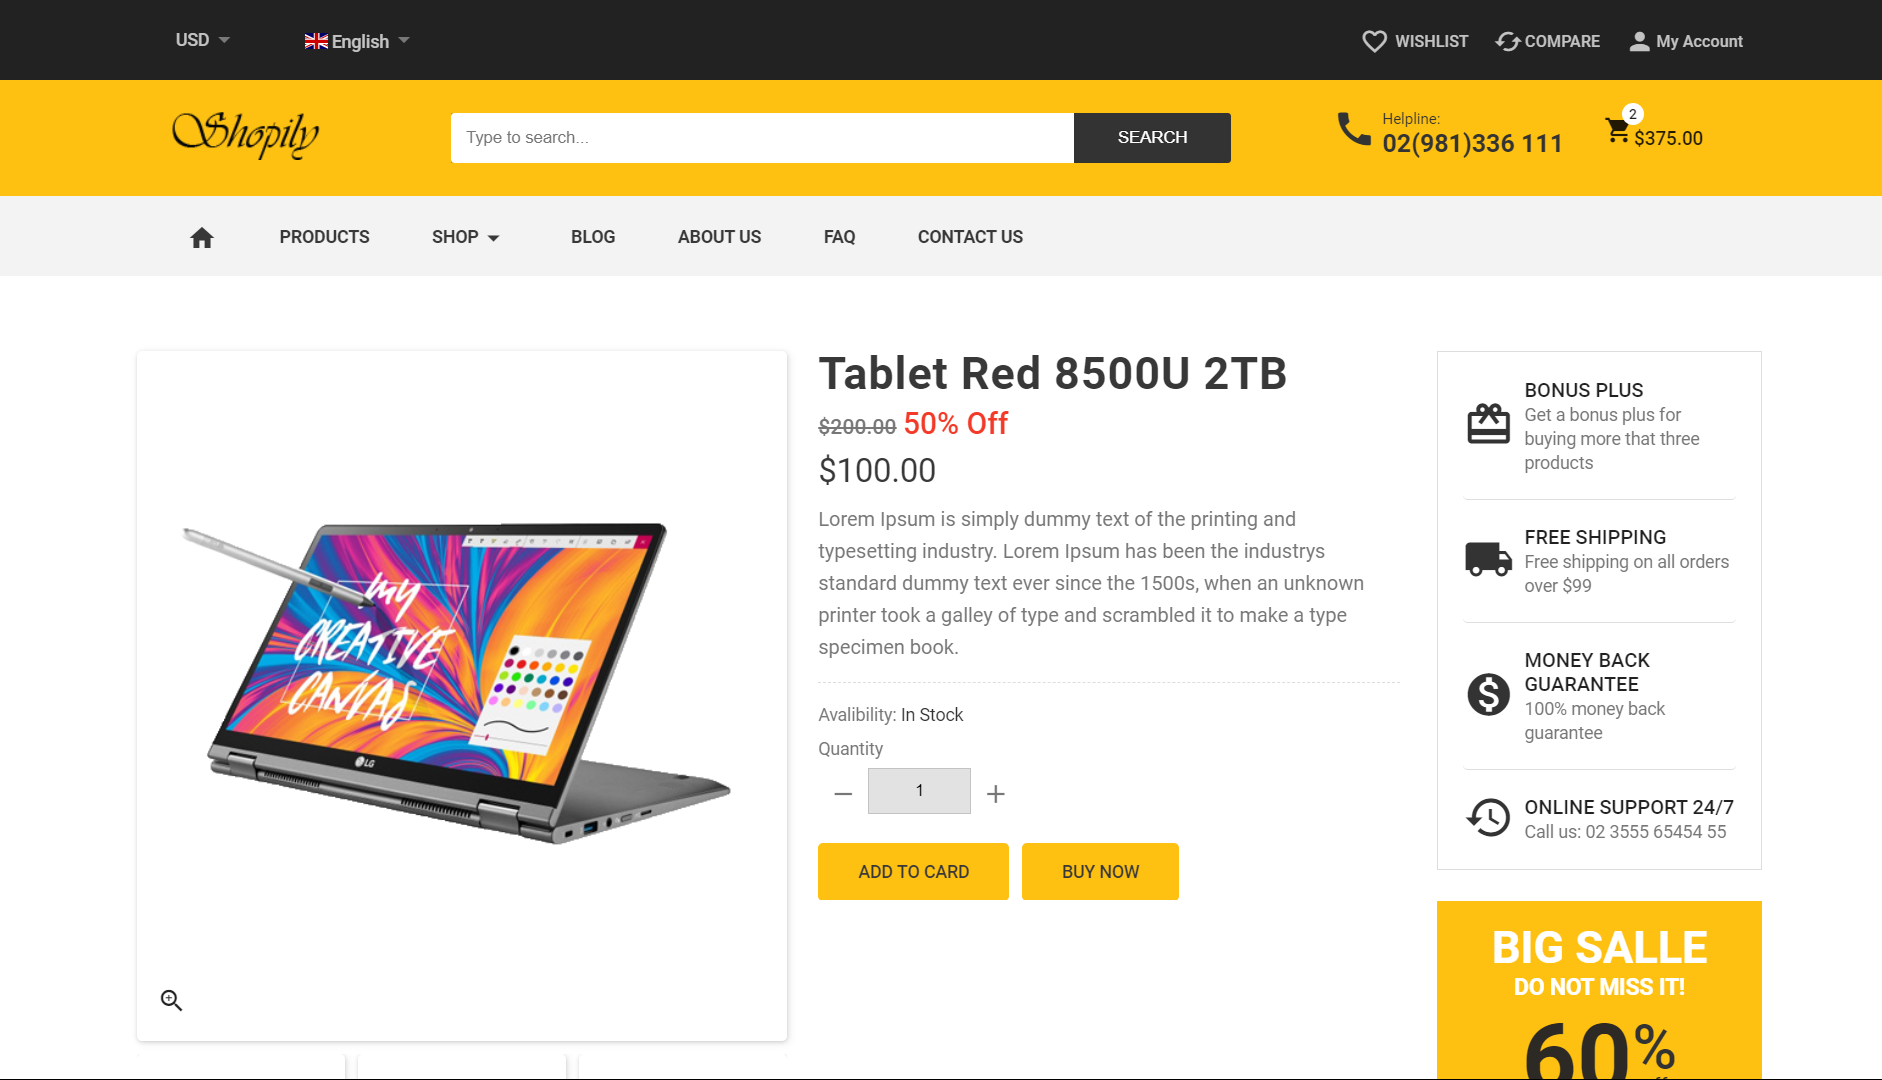 USD
English
WISHLIST
COMPARE
My Account
Shopily
Type to search...
SEARCH
Helpline:
02(981)336 111
2
$375.00
PRODUCTS
SHOP
BLOG
ABOUT US
FAQ
CONTACT US
MY
CREATIVE
CANVAS
LG
Tablet Red 8500U 2TB
$200.00 50% Off
$100.00
Lorem Ipsum is simply dummy text of the printing and
typesetting industry. Lorem Ipsum has been the industrys
standard dummy text ever since the 1500s, when an unknown
printer took a galley of type and scrambled it to make a type
specimen book.
Avalibility: In Stock
Quantity
1
ADD TO CARD
BUY NOW
BONUS PLUS
Get a bonus plus for
buying more that three
products
FREE SHIPPING
Free shipping on all orders
over $99
MONEY BACK
GUARANTEE
100% money back
guarantee
ONLINE SUPPORT 24/7
Call us: 02 3555 65454 55
BIG SALLE
DO NOT MISS IT!
60%